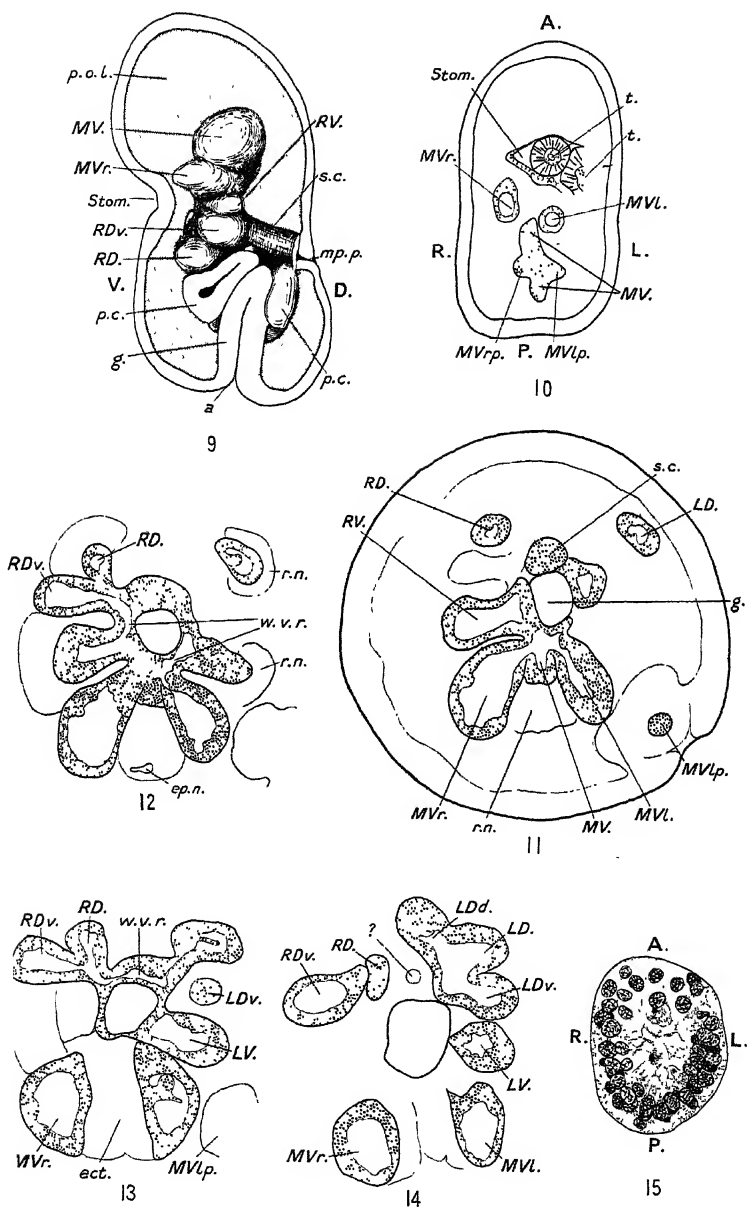 p.o.l.
MV.
MVr.
Stom.
RDv.
RD.
V.
p.c.
g.
a
RV.
s.c.
mp.p.
D.
p.c.
9
A.
Stom.
t.
t.
MVr.
MVl.
R.
L.
MV.
MVrp.
P.
MVlp.
10
RD.
RDv.
r.n.
w.v.r.
r.n.
ep.n.
12
s.c.
RD.
LD.
RV.
g.
MVlp.
MVr.
r.n.
MV.
MVl.
11
RDv.
RD.
w.v.r.
LDv.
LV.
MVr.
ect.
MVlp.
13
LDd.
?
RD.
LD.
RDv.
LDv.
LV.
MVr.
MVl.
14
A.
R.
L.
P.
15